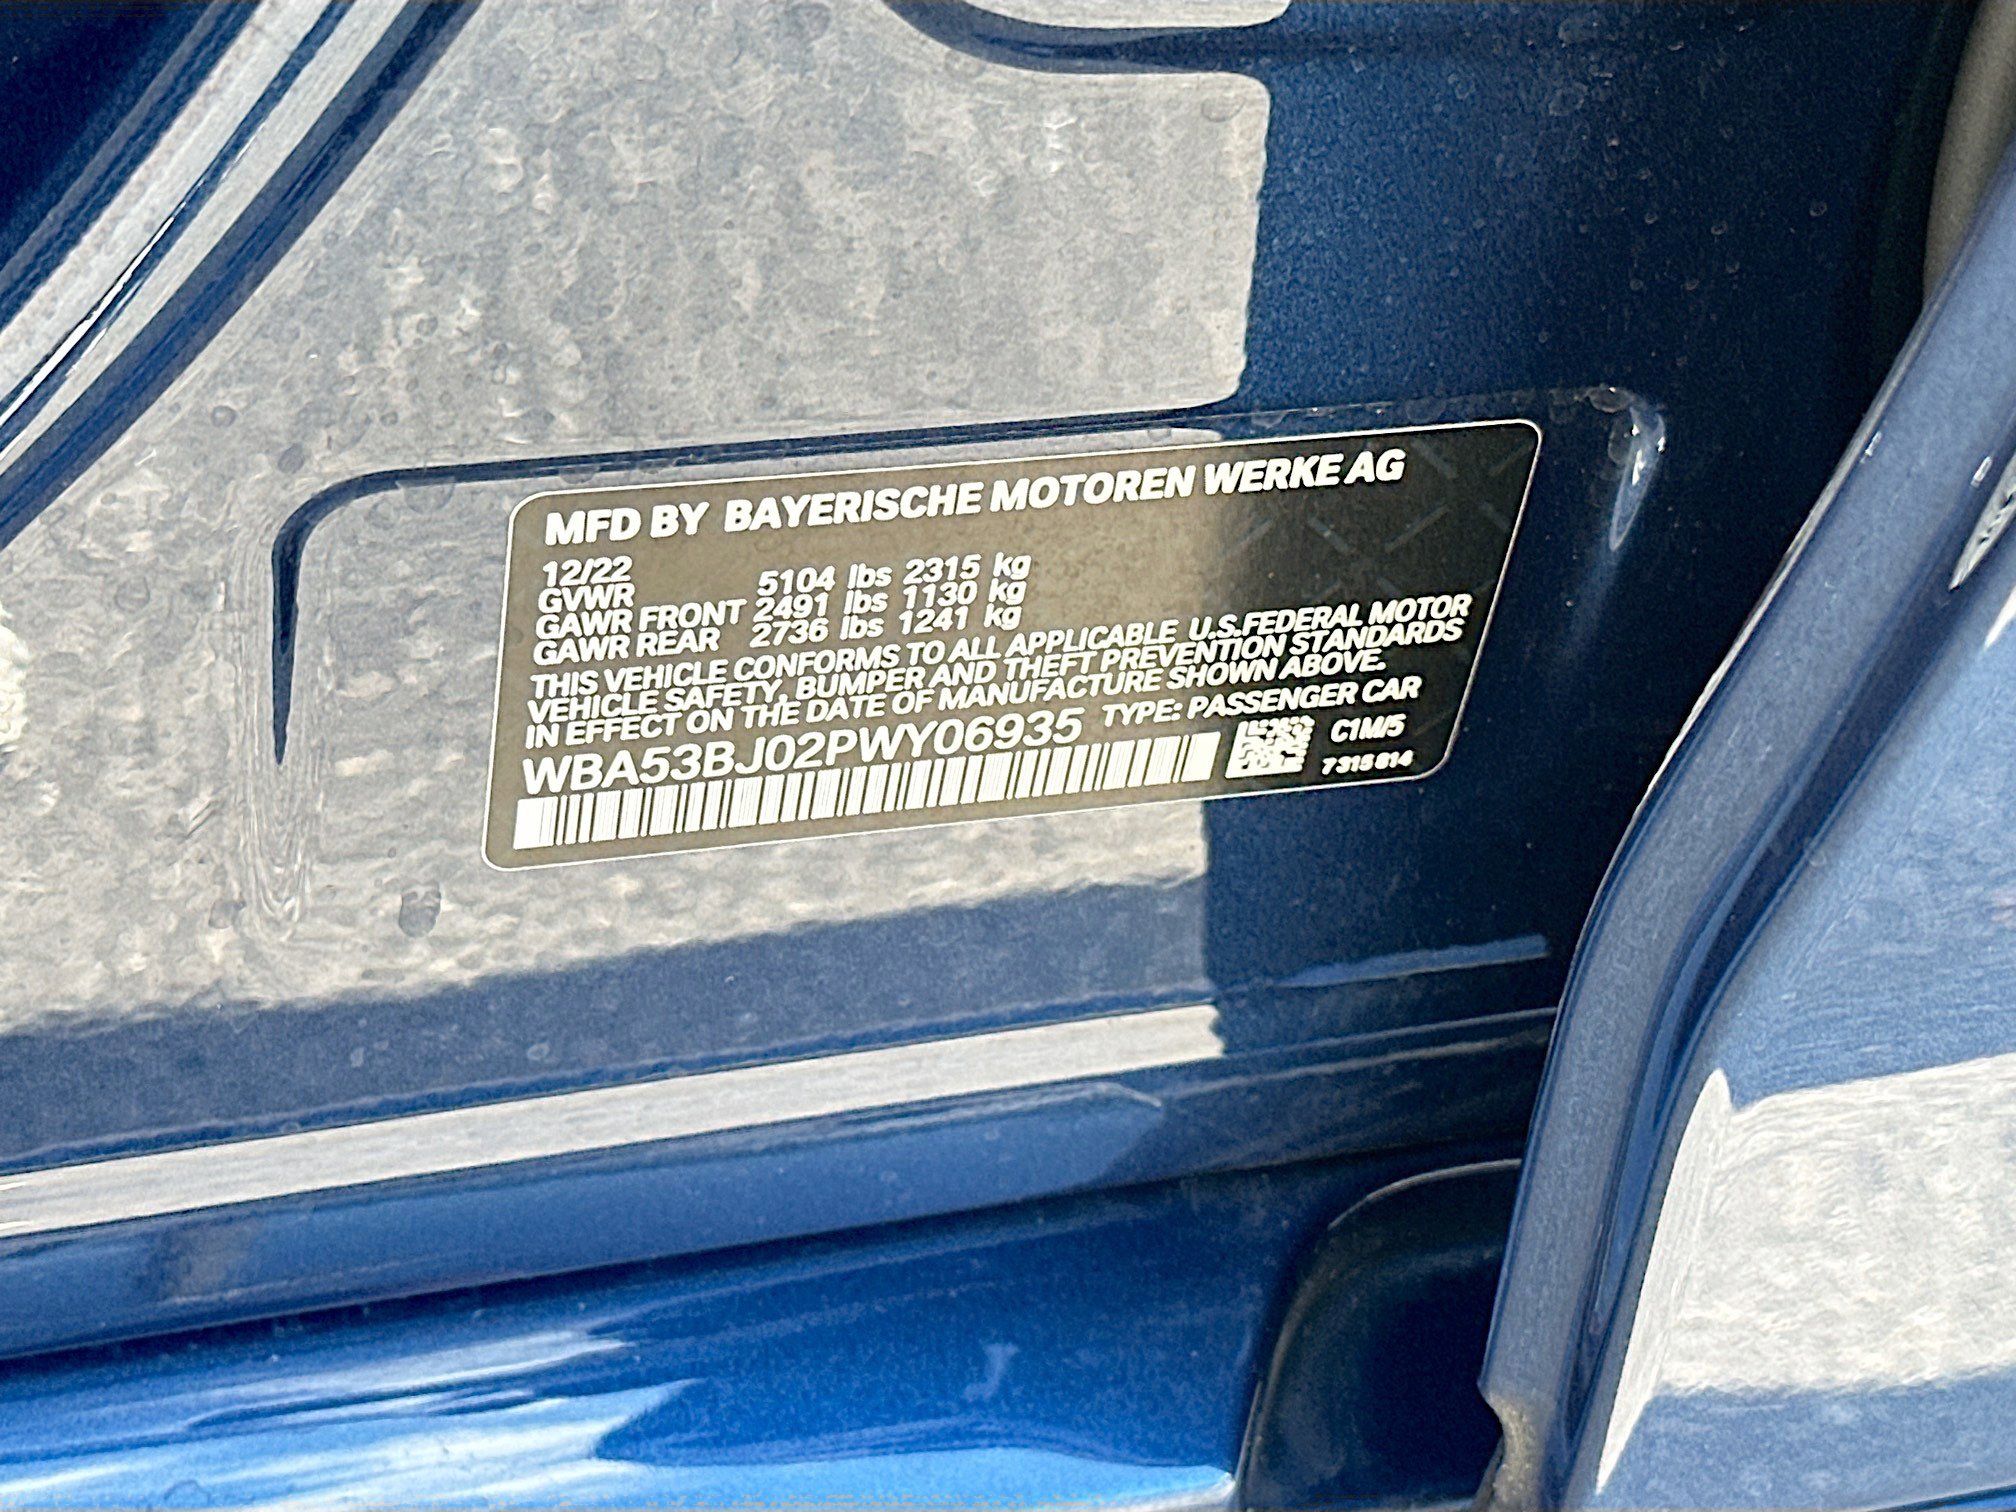 MFD BY BAYERISCHE MOTOREN WERKE AG
12/22
GVWR 5104 lbs 2315 kg
GAWR FRONT 2491 lbs 1130 kg
GAWR REAR 2736 lbs 1241 kg
THIS VEHICLE CONFORMS TO ALL APPLICABLE U.S.FEDERAL MOTOR
VEHICLE SAFETY, BUMPER AND THEFT PREVENTION STANDARDS
IN EFFECT ON THE DATE OF MANUFACTURE SHOWN ABOVE.
WBA53BJ02PWY06935 TYPE: PASSENGER CAR
C1M/5
7315814